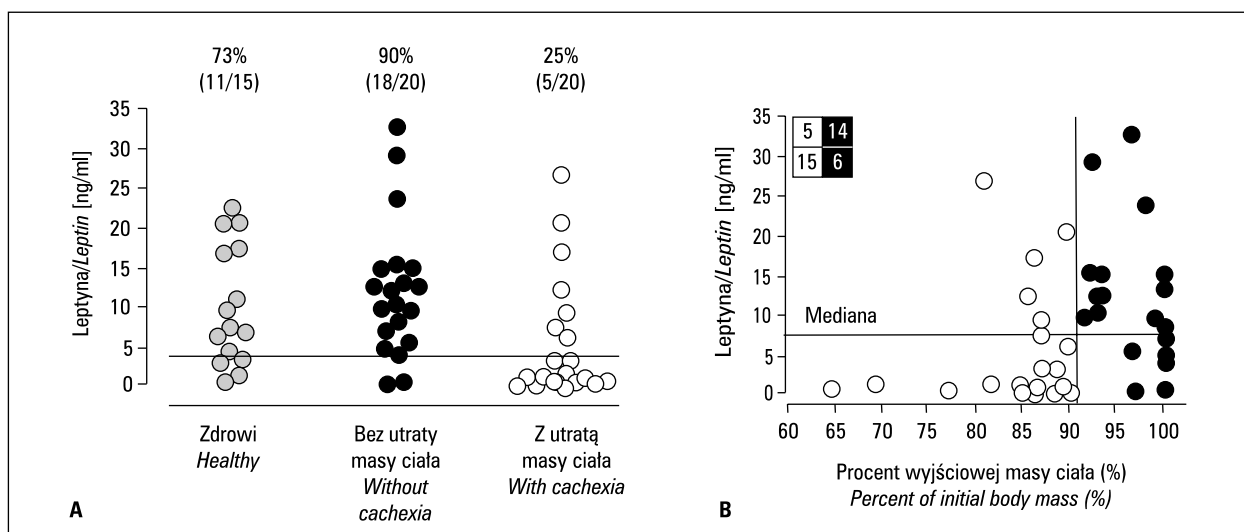 73%
(11/15)
90%
(18/20)
25%
(5/20)
Leptyna/Leptin [ng/ml]
35
30
25
20
15
10
5
0
Zdrowi
Healthy
Bez utraty
masy ciała
Without
cachexia
Z utratą
masy ciała
With cachexia
A
Leptyna/Leptin [ng/ml]
35
30
25
20
15
10
5
0
5 14
15 6
Mediana
60 65 70 75 80 85 90 95 100
Procent wyjściowej masy ciała (%)
Percent of initial body mass (%)
B